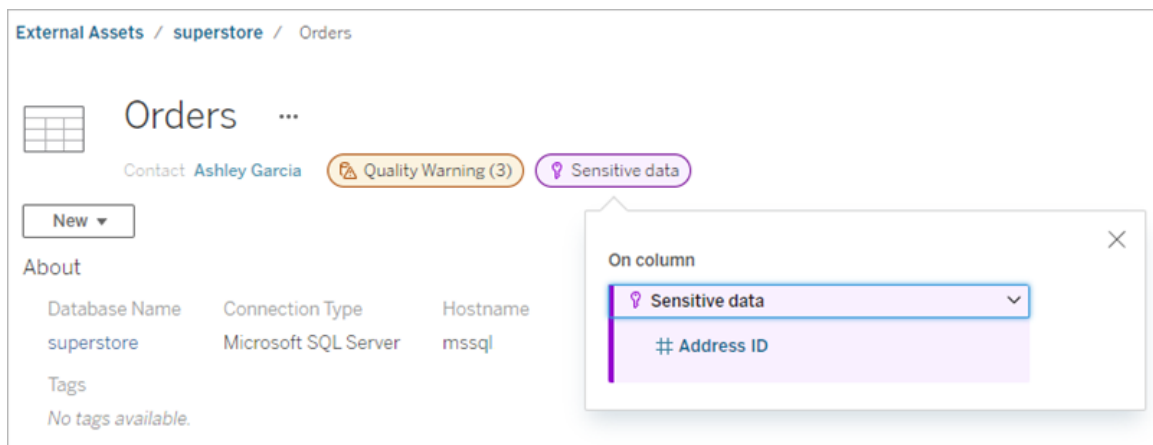 External Assets / superstore / Orders
Orders ...
Contact Ashley Garcia Quality Warning (3) Sensitive data
New
About
On column
Sensitive data
Database Name Connection Type Hostname
superstore Microsoft SQL Server mssql
# Address ID
Tags
No tags available.